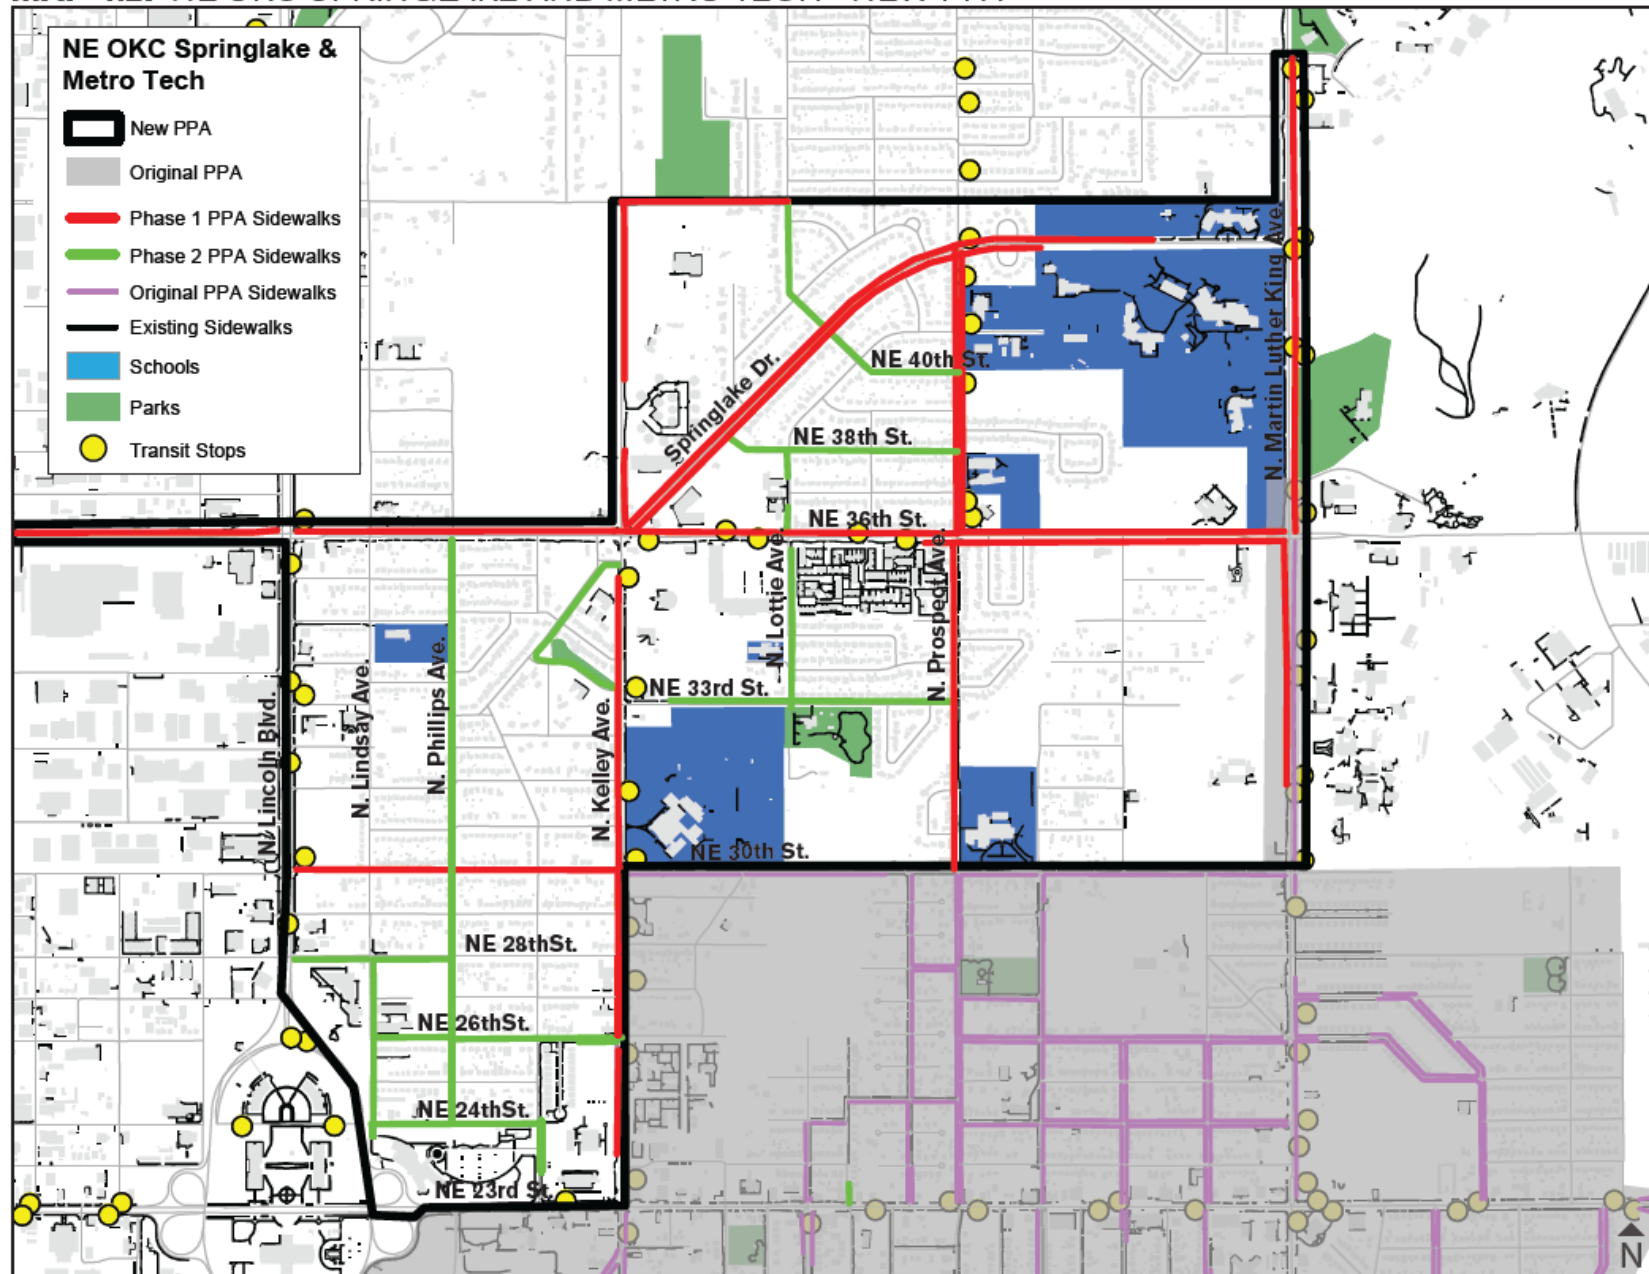 NE OKC Springlake &
Metro Tech
New PPA
Original PPA
Phase 1 PPA Sidewalks
Phase 2 PPA Sidewalks
Original PPA Sidewalks
Existing Sidewalks
Schools
Parks
Transit Stops
N. Martin Luther King Ave.
Springlake Dr.
NE 40th St.
NE 38th St.
NE 36th St.
N. Lottie Ave.
N. Prospect Ave.
NE 33rd St.
N. Lincoln Blvd.
N. Lindsay Ave.
N. Phillips Ave.
N. Kelley Ave.
NE 30th St.
NE 28thSt.
NE 26thSt.
NE 24thSt.
NE 23rd St.
N